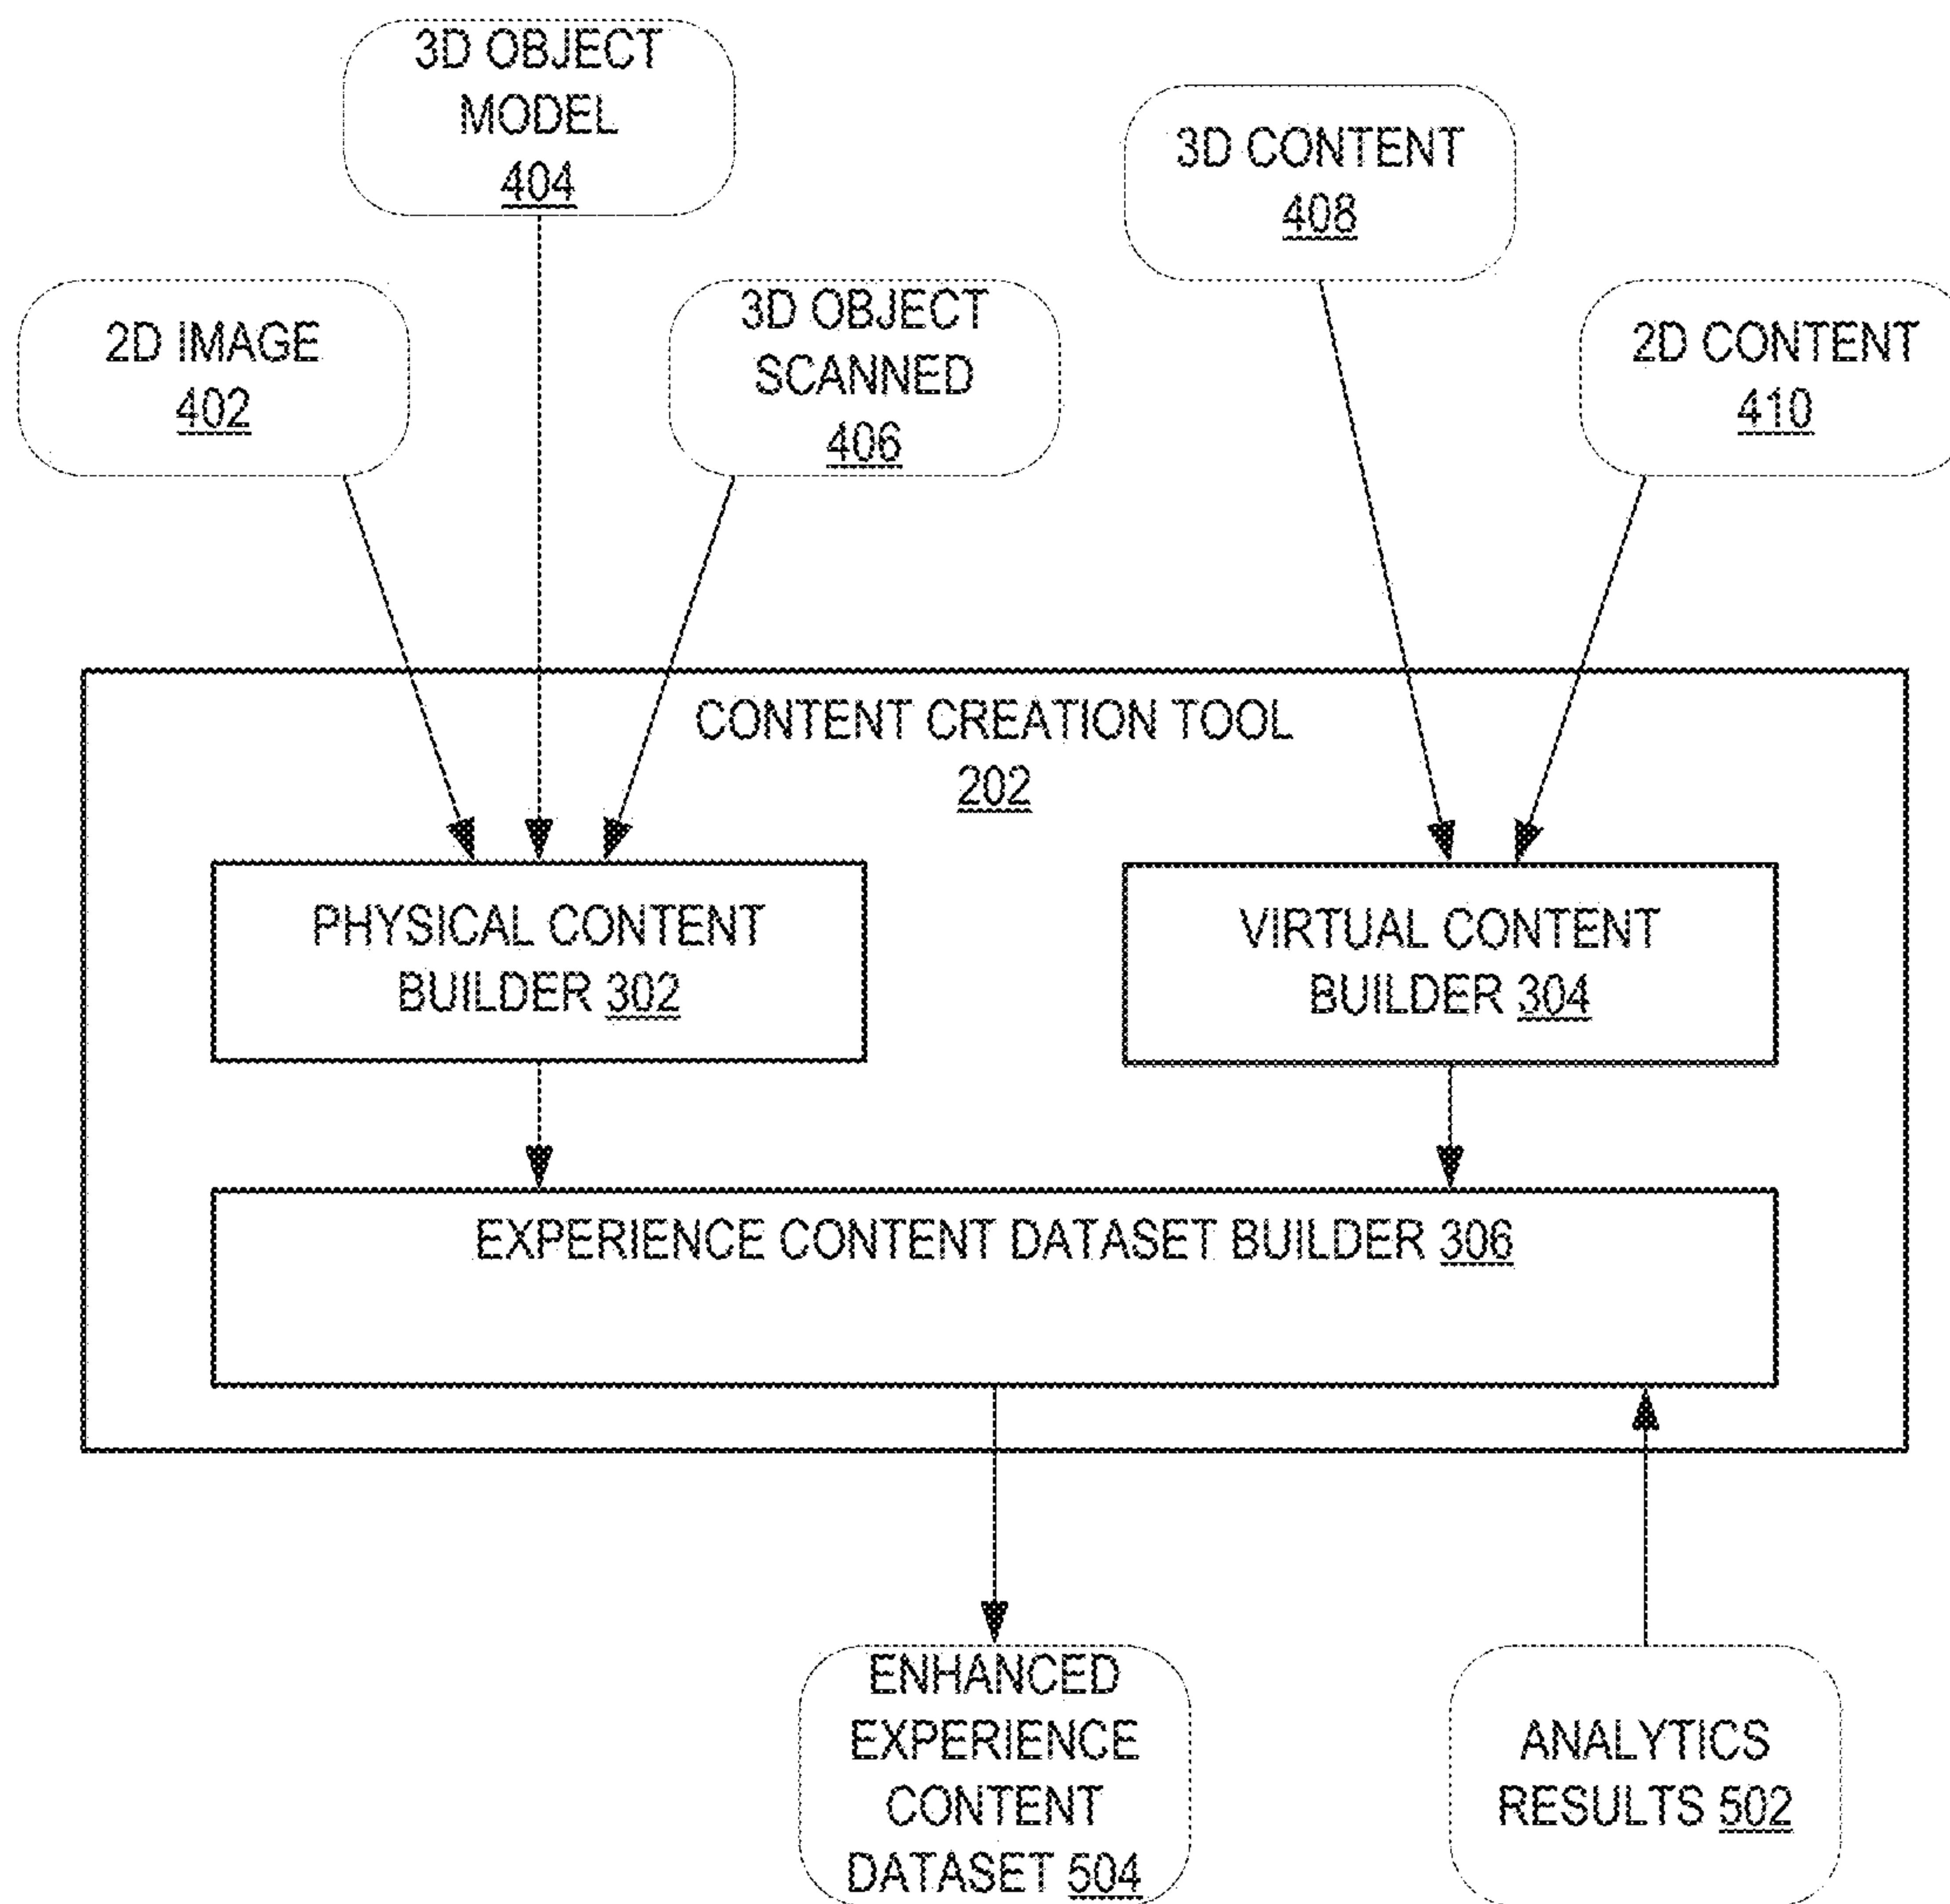 3D OBJECT
MODEL
404
3D CONTENT
408
2D IMAGE
402
3D OBJECT
SCANNED
406
2D CONTENT
410
CONTENT CREATION TOOL
202
PHYSICAL CONTENT
BUILDER 302
VIRTUAL CONTENT
BUILDER 304
EXPERIENCE CONTENT DATASET BUILDER 306
ENHANCED
EXPERIENCE
CONTENT
DATASET 504
ANALYTICS
RESULTS 502